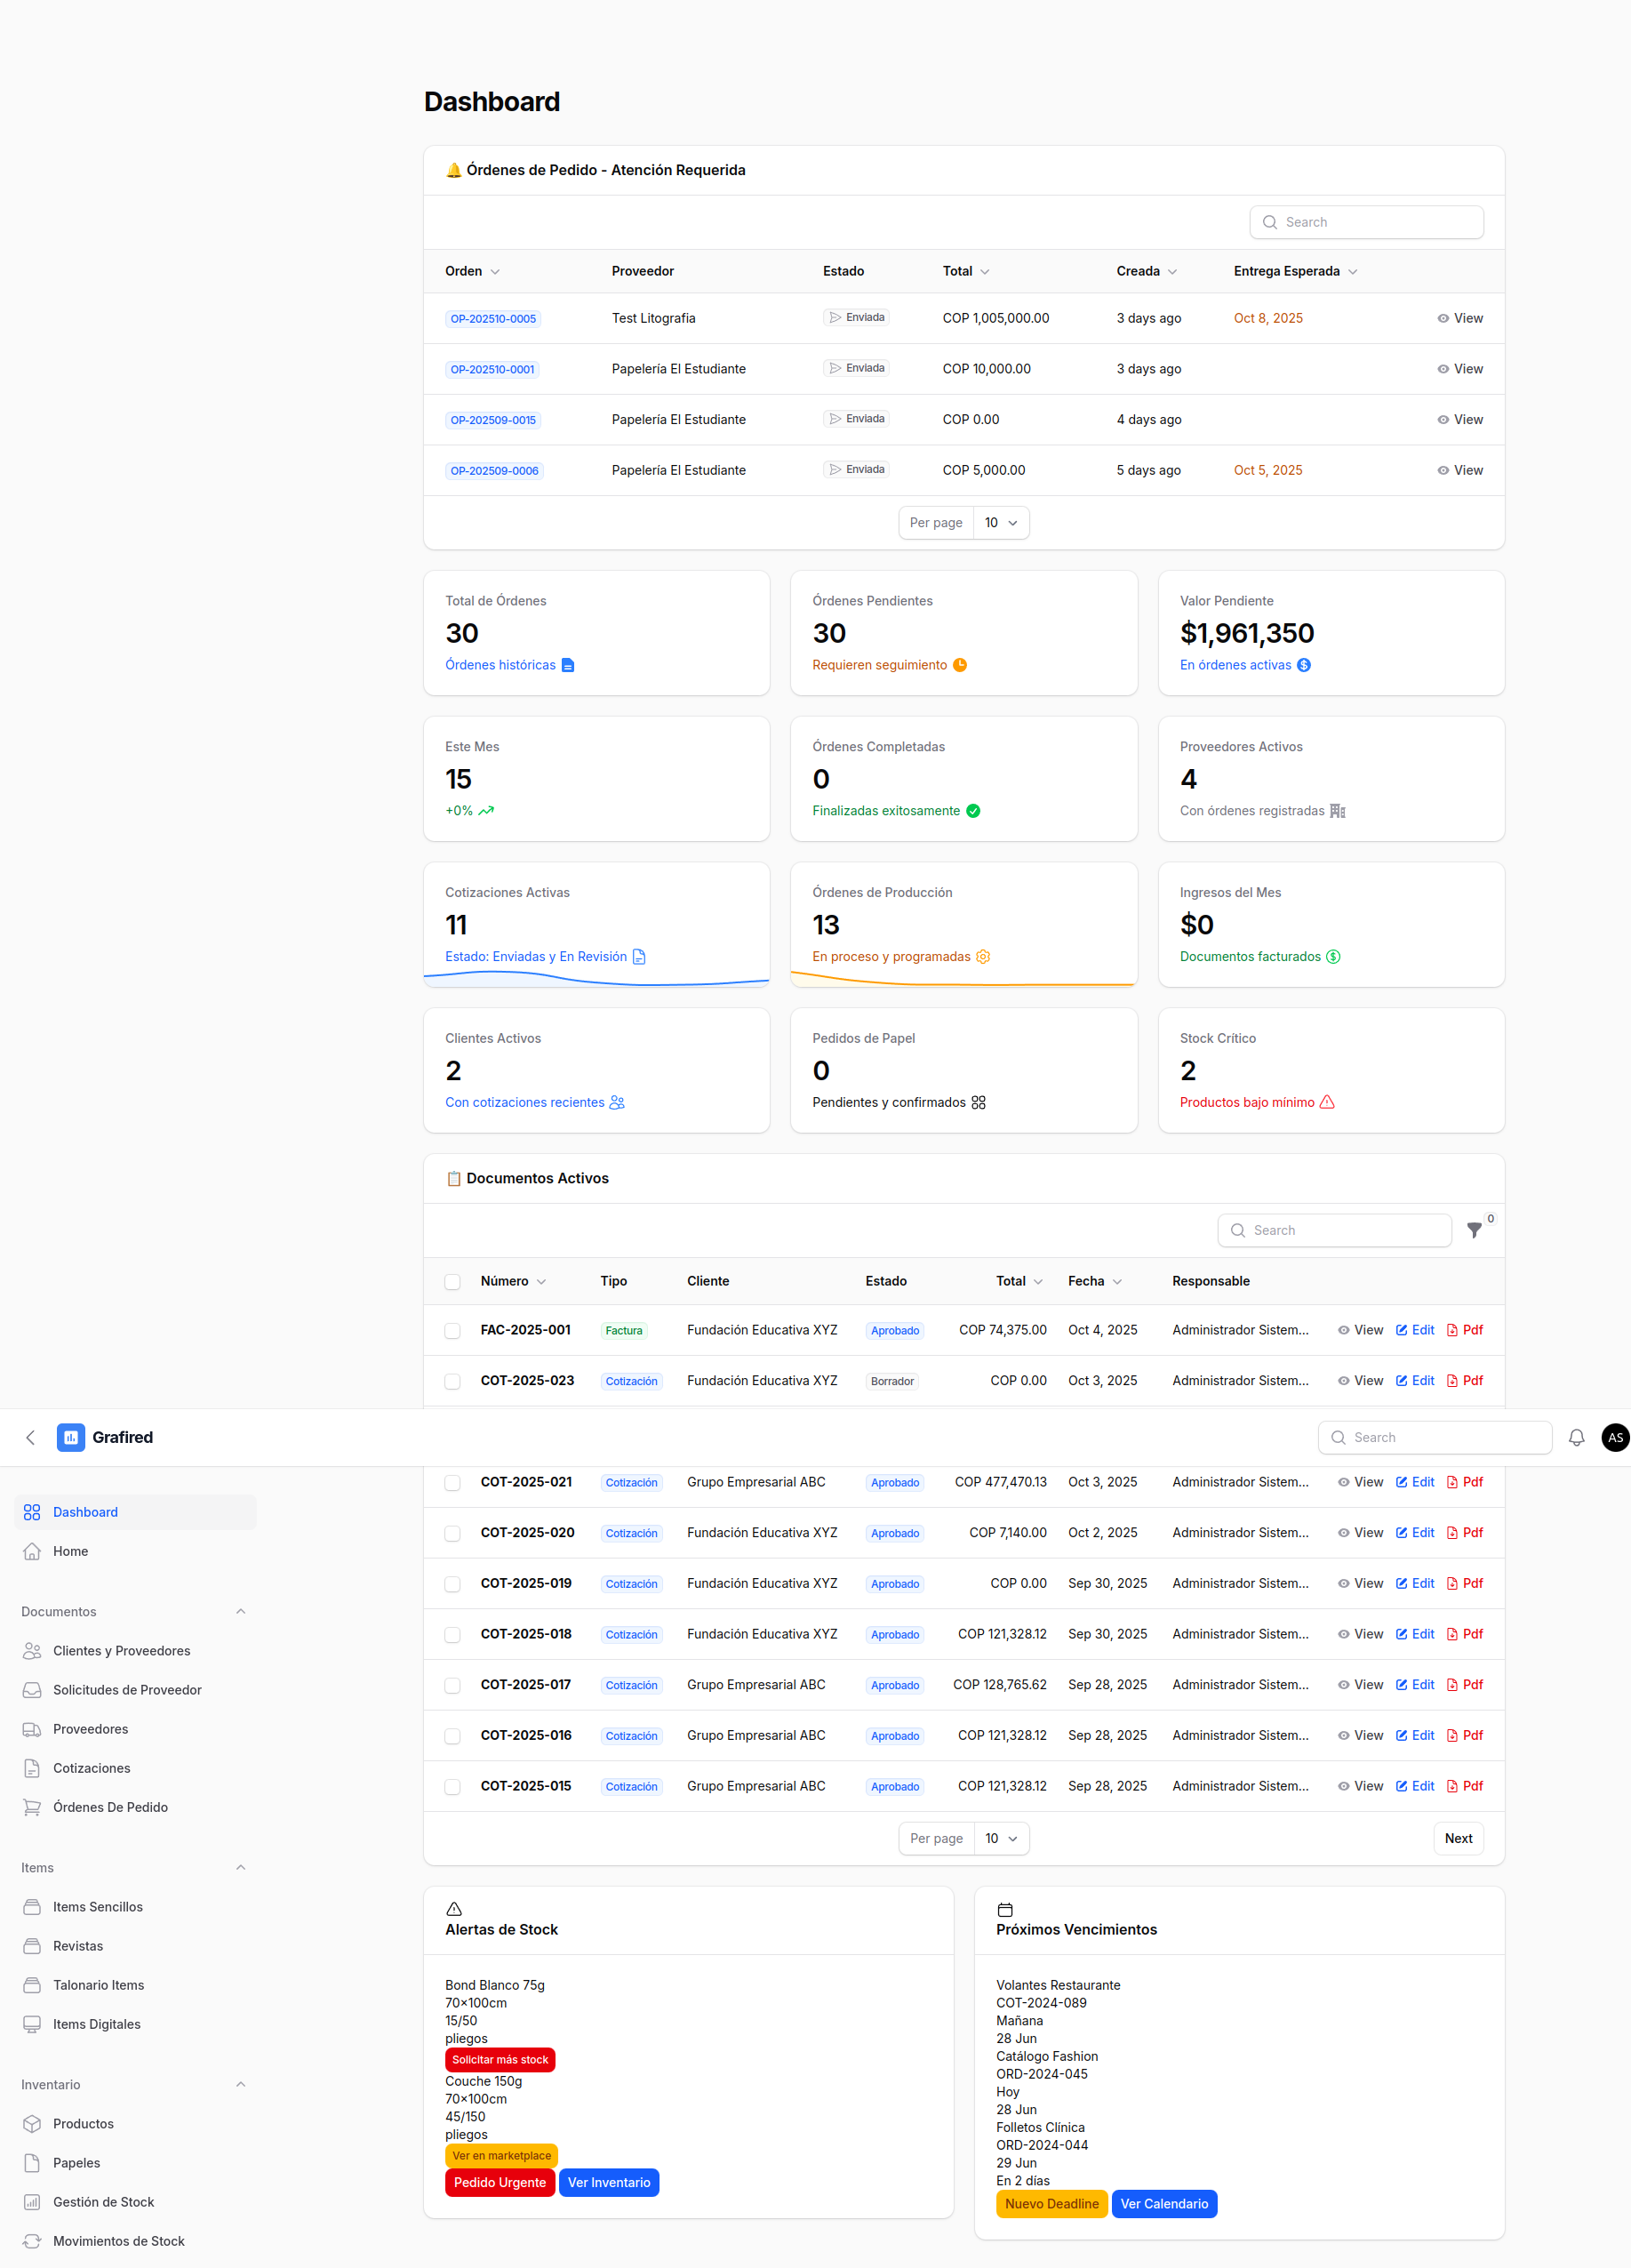 Dashboard
🔔 Órdenes de Pedido - Atención Requerida
Search
Orden Proveedor Estado Total Creada Entrega Esperada
OP-202510-0005 Test Litografia Enviada COP 1,005,000.00 3 days ago Oct 8, 2025 View
OP-202510-0001 Papelería El Estudiante Enviada COP 10,000.00 3 days ago View
OP-202509-0015 Papelería El Estudiante Enviada COP 0.00 4 days ago View
OP-202509-0006 Papelería El Estudiante Enviada COP 5,000.00 5 days ago Oct 5, 2025 View
Per page 10
Total de Órdenes
30
Órdenes históricas
Órdenes Pendientes
30
Requieren seguimiento
Valor Pendiente
$1,961,350
En órdenes activas
Este Mes
15
+0%
Órdenes Completadas
0
Finalizadas exitosamente
Proveedores Activos
4
Con órdenes registradas
Cotizaciones Activas
11
Estado: Enviadas y En Revisión
Órdenes de Producción
13
En proceso y programadas
Ingresos del Mes
$0
Documentos facturados
Clientes Activos
2
Con cotizaciones recientes
Pedidos de Papel
0
Pendientes y confirmados
Stock Crítico
2
Productos bajo mínimo
📋 Documentos Activos
Search
0
Número Tipo Cliente Estado Total Fecha Responsable
FAC-2025-001 Factura Fundación Educativa XYZ Aprobado COP 74,375.00 Oct 4, 2025 Administrador Sistem... View Edit Pdf
COT-2025-023 Cotización Fundación Educativa XYZ Borrador COP 0.00 Oct 3, 2025 Administrador Sistem... View Edit Pdf
Grafired
Search
AS
COT-2025-021 Cotización Grupo Empresarial ABC Aprobado COP 477,470.13 Oct 3, 2025 Administrador Sistem... View Edit Pdf
COT-2025-020 Cotización Fundación Educativa XYZ Aprobado COP 7,140.00 Oct 2, 2025 Administrador Sistem... View Edit Pdf
COT-2025-019 Cotización Fundación Educativa XYZ Aprobado COP 0.00 Sep 30, 2025 Administrador Sistem... View Edit Pdf
COT-2025-018 Cotización Fundación Educativa XYZ Aprobado COP 121,328.12 Sep 30, 2025 Administrador Sistem... View Edit Pdf
COT-2025-017 Cotización Grupo Empresarial ABC Aprobado COP 128,765.62 Sep 28, 2025 Administrador Sistem... View Edit Pdf
COT-2025-016 Cotización Grupo Empresarial ABC Aprobado COP 121,328.12 Sep 28, 2025 Administrador Sistem... View Edit Pdf
COT-2025-015 Cotización Grupo Empresarial ABC Aprobado COP 121,328.12 Sep 28, 2025 Administrador Sistem... View Edit Pdf
Per page 10
Next
Dashboard
Home
Documentos
Clientes y Proveedores
Solicitudes de Proveedor
Proveedores
Cotizaciones
Órdenes De Pedido
Items
Items Sencillos
Revistas
Talonario Items
Items Digitales
Inventario
Productos
Papeles
Gestión de Stock
Movimientos de Stock
Alertas de Stock
Bond Blanco 75g
70×100cm
15/50
pliegos
Solicitar más stock
Couche 150g
70×100cm
45/150
pliegos
Ver en marketplace
Pedido Urgente Ver Inventario
Próximos Vencimientos
Volantes Restaurante
COT-2024-089
Mañana
28 Jun
Catálogo Fashion
ORD-2024-045
Hoy
28 Jun
Folletos Clínica
ORD-2024-044
29 Jun
En 2 días
Nuevo Deadline Ver Calendario